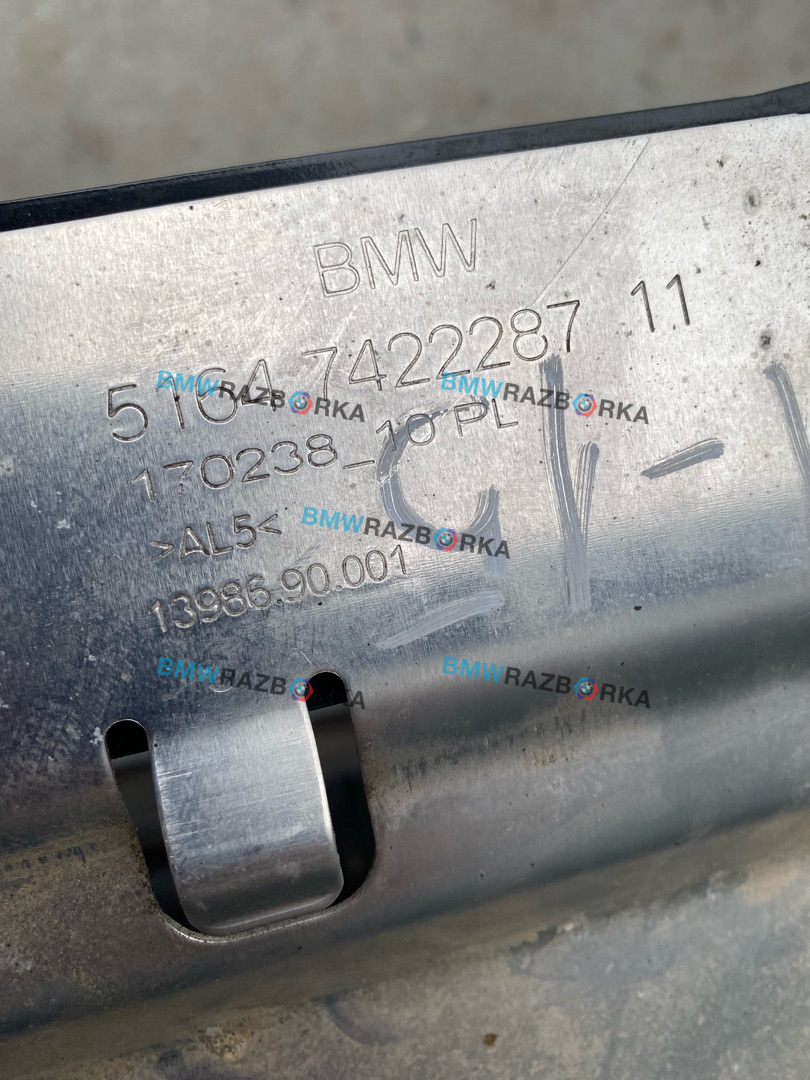 BMW
5164 7422287 11
170238_10 PL
>AL5<
13986.90.001
BMWRAZBORKA
BMWRAZBORKA
BMWRAZBORKA
BMWRAZBORKA
BMWRAZBORKA